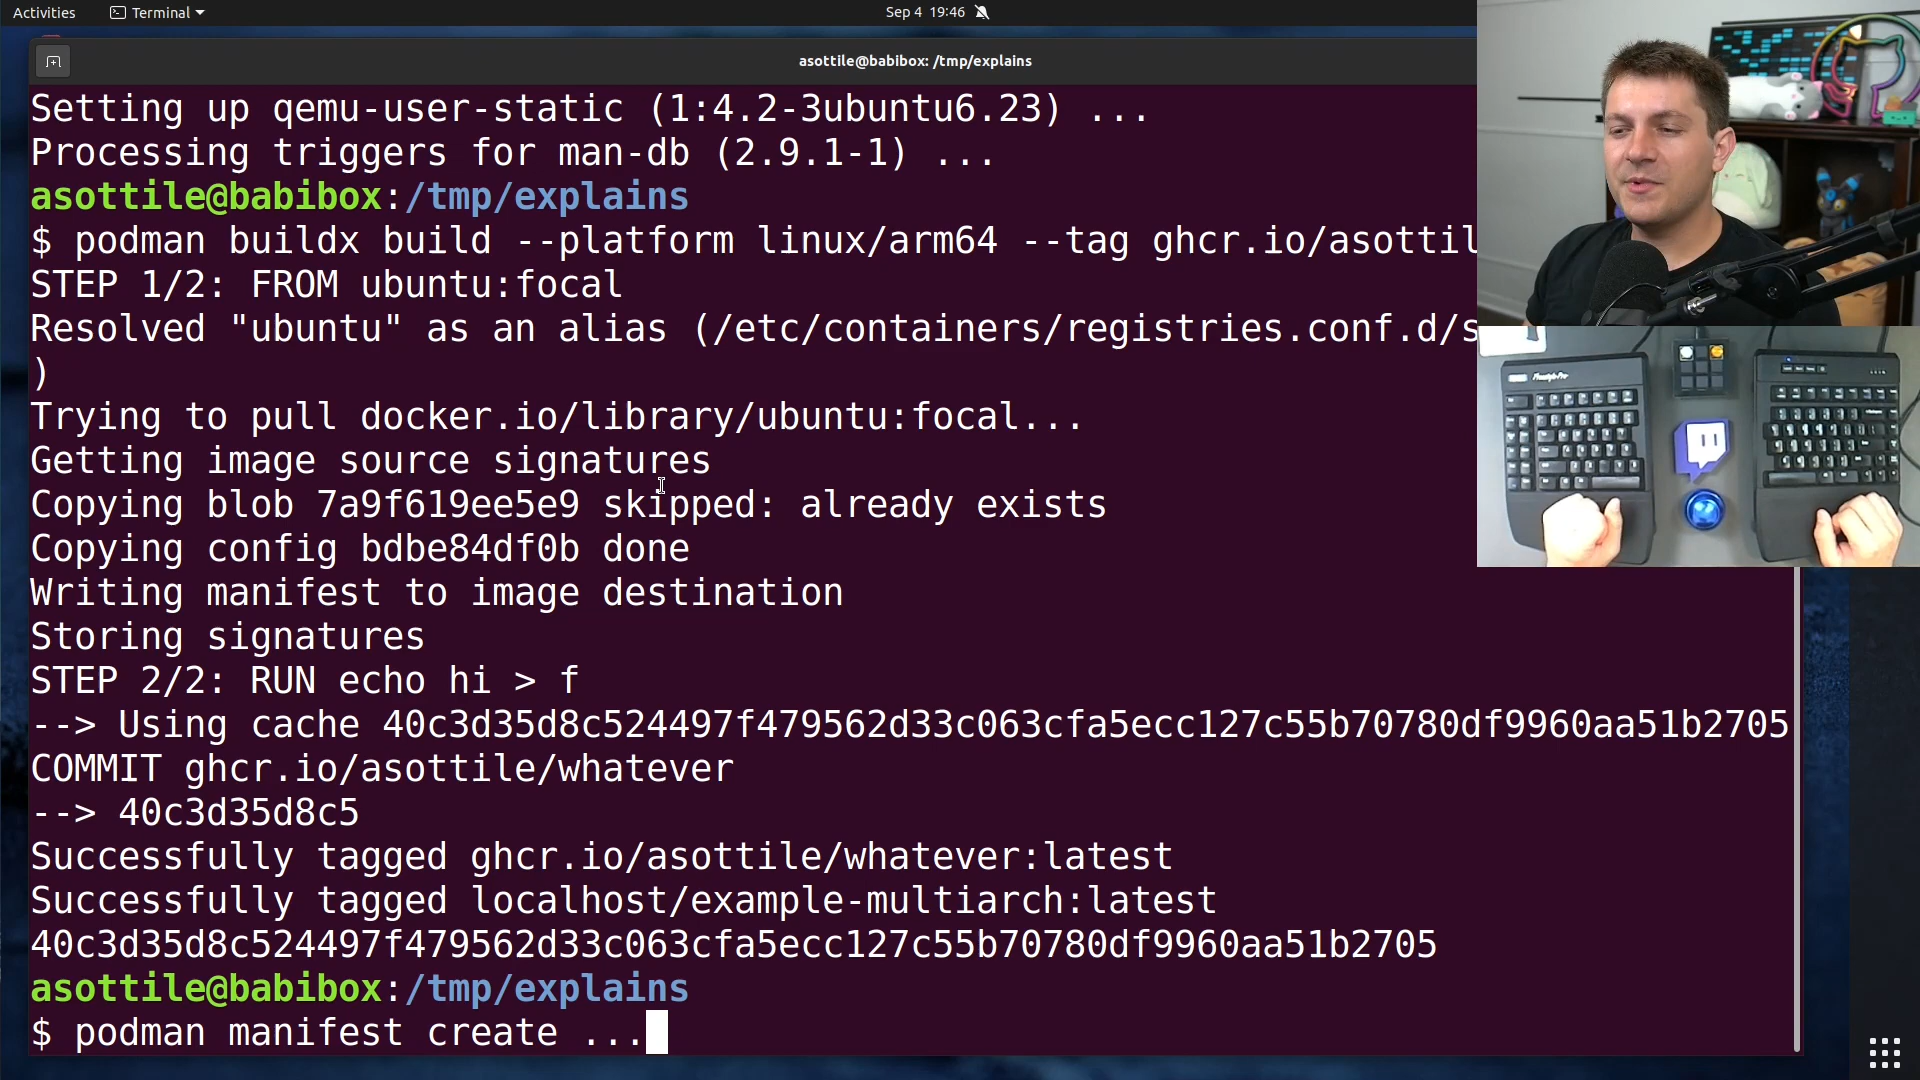 Activities
Terminal
Sep 4 19:46
asottile@babibox: /tmp/explains
Setting up qemu-user-static (1:4.2-3ubuntu6.23) ...
Processing triggers for man-db (2.9.1-1) ...
asottile@babibox:/tmp/explains
$ podman buildx build --platform linux/arm64 --tag ghcr.io/asottil
STEP 1/2: FROM ubuntu:focal
Resolved "ubuntu" as an alias (/etc/containers/registries.conf.d/s
)
Trying to pull docker.io/library/ubuntu:focal...
Getting image source signatures
Copying blob 7a9f619ee5e9 skipped: already exists
Copying config bdbe84df0b done
Writing manifest to image destination
Storing signatures
STEP 2/2: RUN echo hi > f
--> Using cache 40c3d35d8c524497f479562d33c063cfa5ecc127c55b70780df9960aa51b2705
COMMIT ghcr.io/asottile/whatever
--> 40c3d35d8c5
Successfully tagged ghcr.io/asottile/whatever:latest
Successfully tagged localhost/example-multiarch:latest
40c3d35d8c524497f479562d33c063cfa5ecc127c55b70780df9960aa51b2705
asottile@babibox:/tmp/explains
$ podman manifest create ...